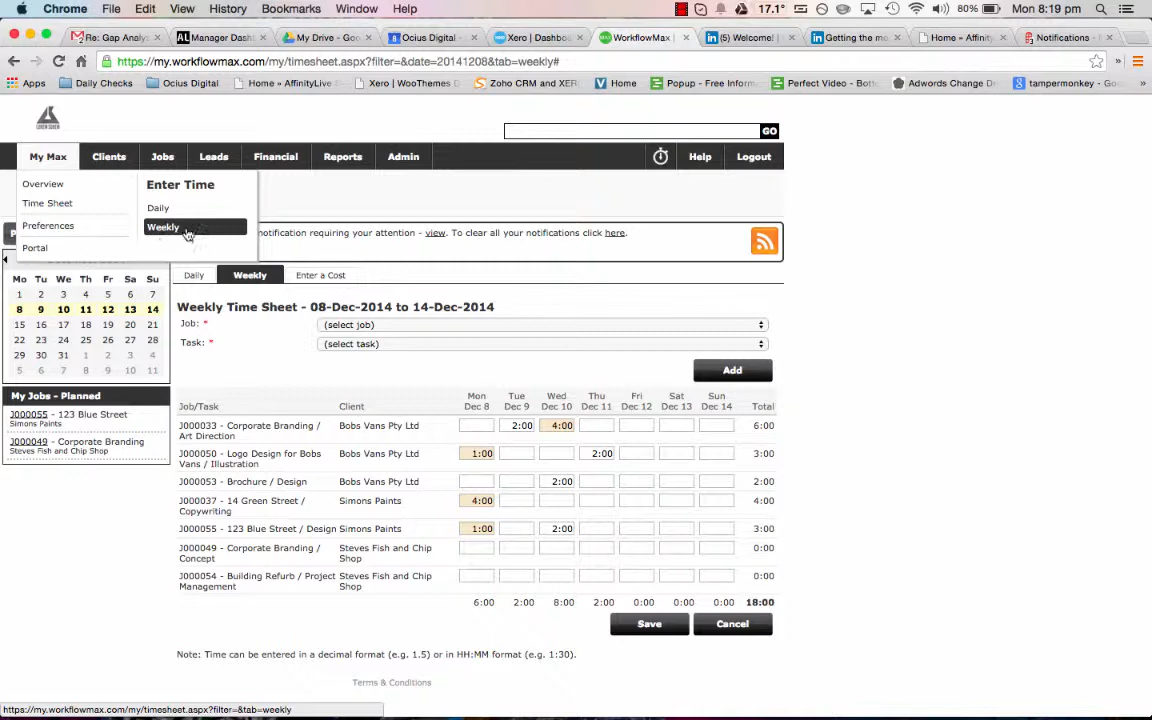 Chrome File Edit View History Bookmarks Window Help 17.1° 80% Mon 8:19 pm
Re: Gap Analys Manager Dash My Drive - Goo Ocius Digital - Xero | Dashboa WorkflowMax | (5) Welcome! | Getting the mo Home » Affinity Notifications -
https://my.workflowmax.com/my/timesheet.aspx?filter=&date=20141208&tab=weekly#
Apps Daily Checks Ocius Digital Home » AffinityLive Xero | WooThemes D Zoho CRM and XER Home Popup - Free Video Perfect Video - Bott Adwords Change D tampermonkey - Go
GO
My Max Clients Jobs Leads Financial Reports Admin Help Logout
Overview
Time Sheet
Preferences
Portal
Enter Time
Daily
Weekly
notification requiring your attention - view. To clear all your notifications click here.
Mo Tu We Th Fr Sa Su
1 2 3 4 5 6 7
8 9 10 11 12 13 14
15 16 17 18 19 20 21
22 23 24 25 26 27 28
29 30 31 1 2 3 4
5 6 7 8 9 10 11
My Jobs - Planned
J000055 - 123 Blue Street
Simons Paints
J000049 - Corporate Branding
Steves Fish and Chip Shop
Daily Weekly Enter a Cost
Weekly Time Sheet - 08-Dec-2014 to 14-Dec-2014
Job: * (select job)
Task: * (select task)
Add
Mon Tue Wed Thu Fri Sat Sun
Job/Task Client Dec 8 Dec 9 Dec 10 Dec 11 Dec 12 Dec 13 Dec 14 Total
J000033 - Corporate Branding / Bobs Vans Pty Ltd 2:00 4:00 6:00
Art Direction
J000050 - Logo Design for Bobs Bobs Vans Pty Ltd 1:00 2:00 3:00
Vans / Illustration
J000053 - Brochure / Design Bobs Vans Pty Ltd 2:00 2:00
J000037 - 14 Green Street / Simons Paints 4:00 4:00
Copywriting
J000055 - 123 Blue Street / Design Simons Paints 1:00 2:00 3:00
J000049 - Corporate Branding / Steves Fish and Chip 0:00
Concept Shop
J000054 - Building Refurb / Project Steves Fish and Chip 0:00
Management Shop
6:00 2:00 8:00 2:00 0:00 0:00 0:00 18:00
Save Cancel
Note: Time can be entered in a decimal format (e.g. 1.5) or in HH:MM format (e.g. 1:30).
Terms & Conditions
https://my.workflowmax.com/my/timesheet.aspx?filter=&tab=weekly